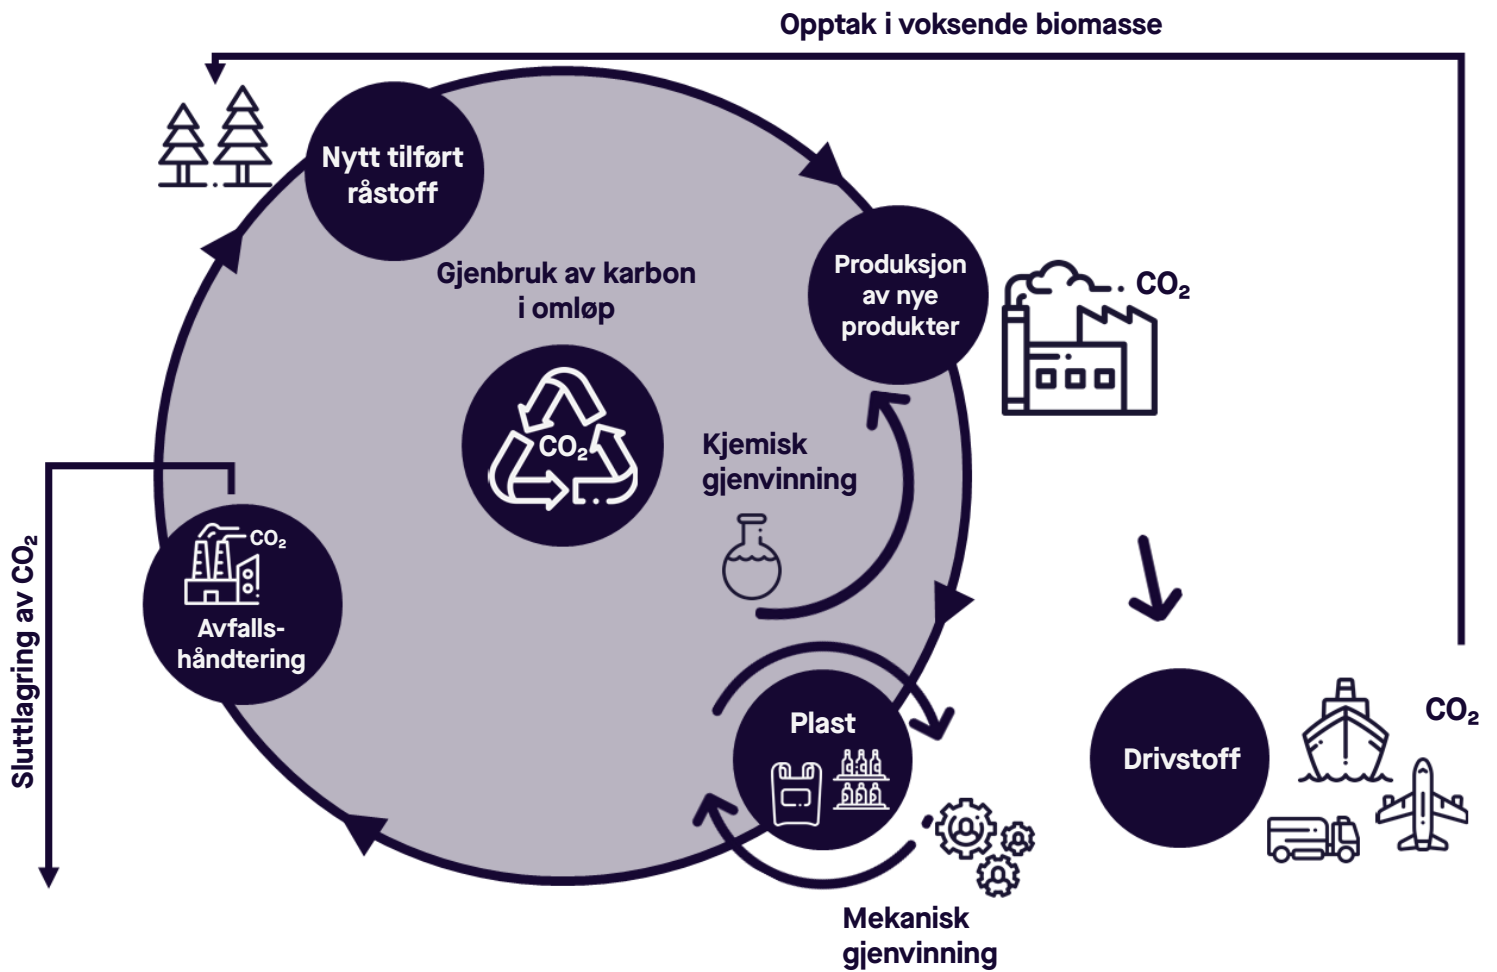 Opptak i voksende biomasse
Nytt tilført
råstoff
Gjenbruk av karbon
i omløp
Produksjon
av nye
produkter
CO₂
CO₂
Kjemisk
gjenvinning
CO₂
Avfalls-
håndtering
Sluttlagring av CO₂
Plast
Drivstoff
CO₂
Mekanisk
gjenvinning